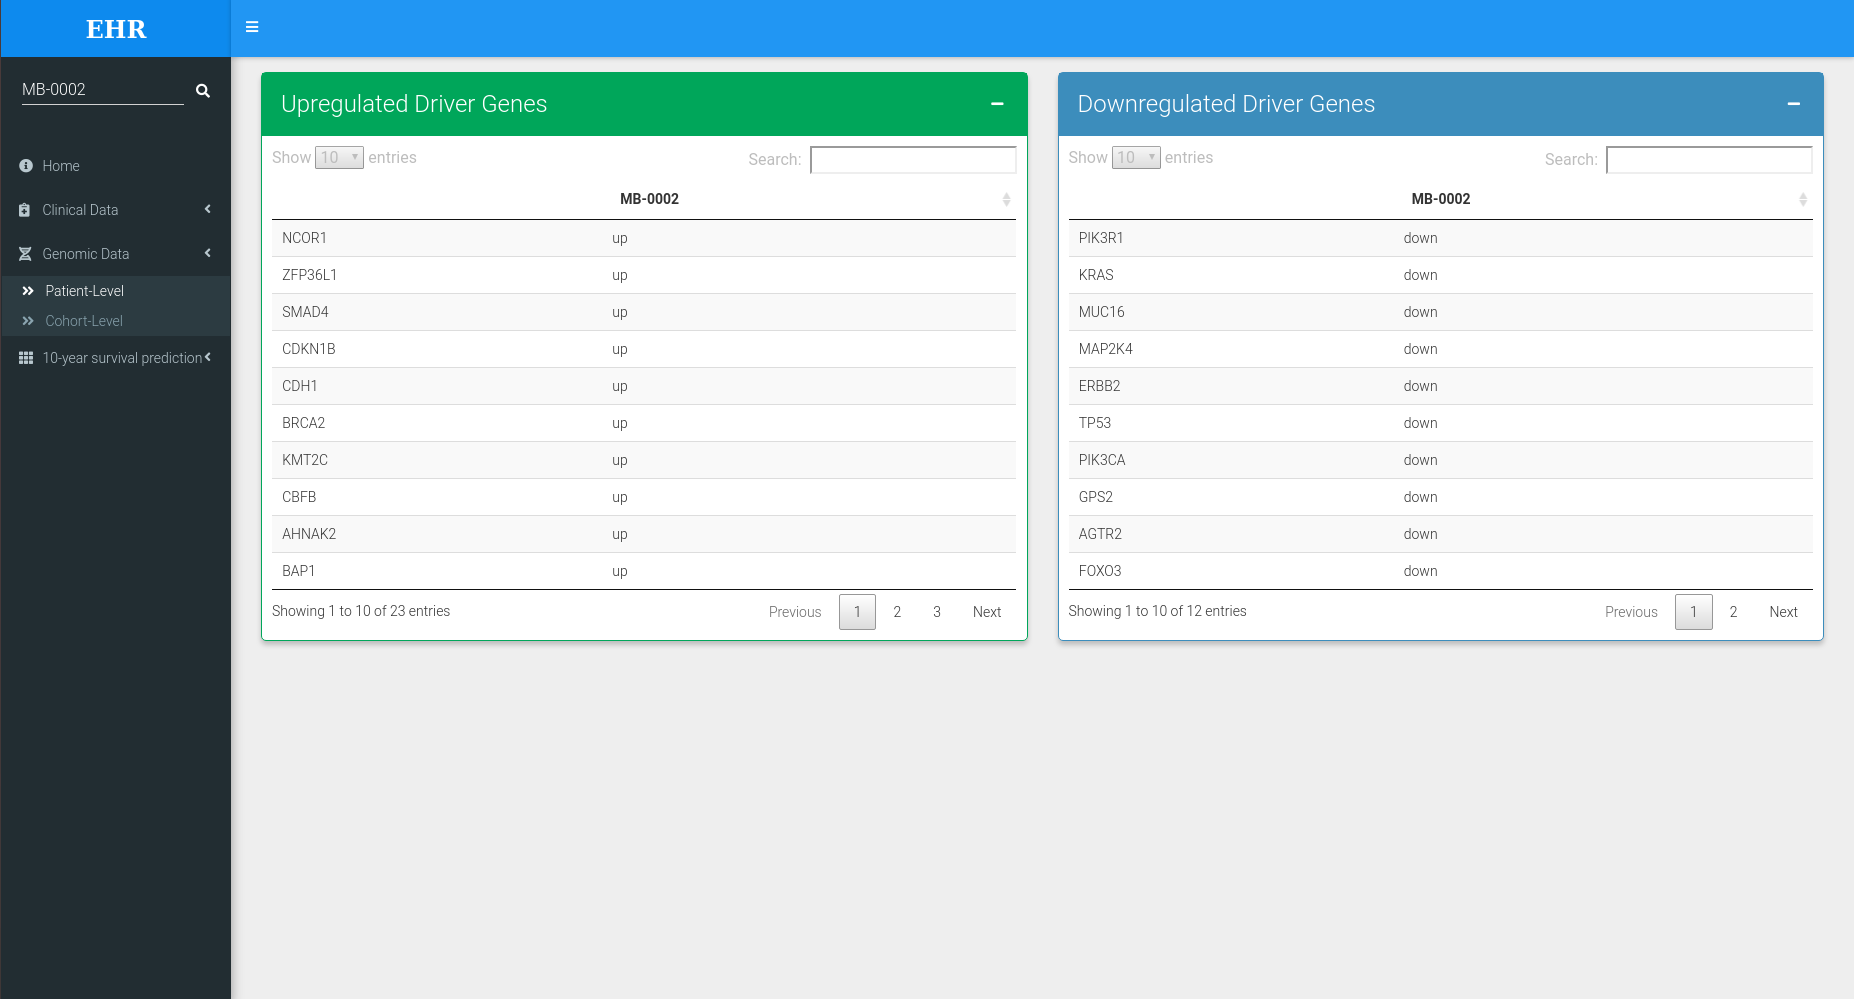 EHR
MB-0002
Home
Clinical Data
Genomic Data
Patient-Level
Cohort-Level
10-year survival prediction
Upregulated Driver Genes
Show 10 entries Search:
MB-0002
NCOR1 up
ZFP36L1 up
SMAD4 up
CDKN1B up
CDH1 up
BRCA2 up
KMT2C up
CBFB up
AHNAK2 up
BAP1 up
Showing 1 to 10 of 23 entries Previous 1 2 3 Next
Downregulated Driver Genes
Show 10 entries Search:
MB-0002
PIK3R1 down
KRAS down
MUC16 down
MAP2K4 down
ERBB2 down
TP53 down
PIK3CA down
GPS2 down
AGTR2 down
FOXO3 down
Showing 1 to 10 of 12 entries Previous 1 2 Next